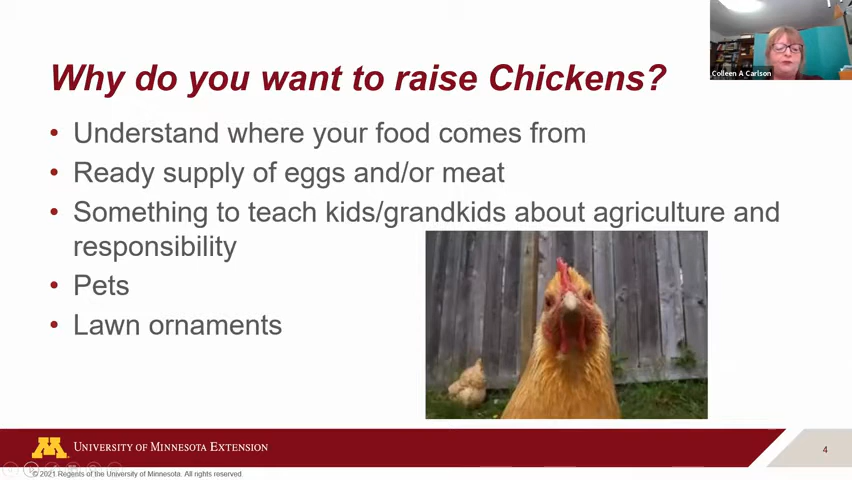 Why do you want to raise Chickens?
Colleen A Carlson
• Understand where your food comes from
• Ready supply of eggs and/or meat
• Something to teach kids/grandkids about agriculture and
responsibility
• Pets
• Lawn ornaments
M UNIVERSITY OF MINNESOTA EXTENSION
4
© 2021 Regents of the University of Minnesota. All rights reserved.